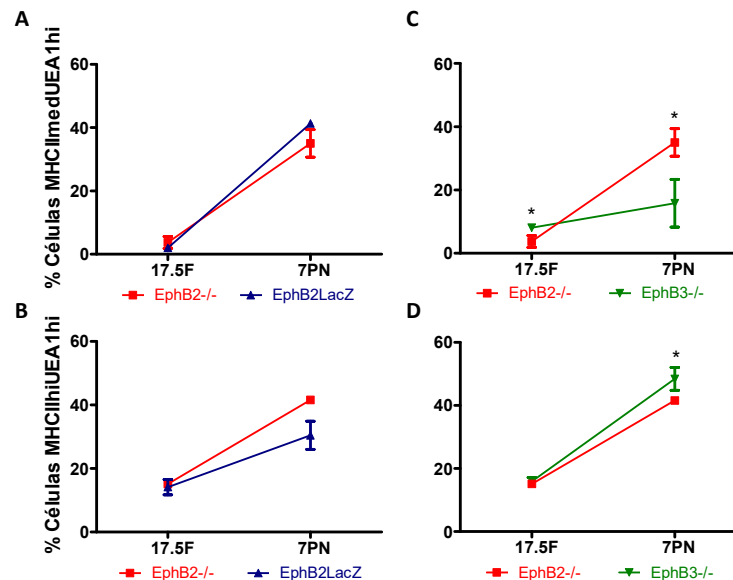 A
% Células MHCIImedUEA1hi
60
40
20
0
17.5F 7PN
EphB2-/- EphB2LacZ
C
60
40
20
0
*
*
17.5F 7PN
EphB2-/- EphB3-/-
B
% Células MHCIIhiUEA1hi
60
40
20
0
17.5F 7PN
EphB2-/- EphB2LacZ
D
60
40
20
0
*
17.5F 7PN
EphB2-/- EphB3-/-